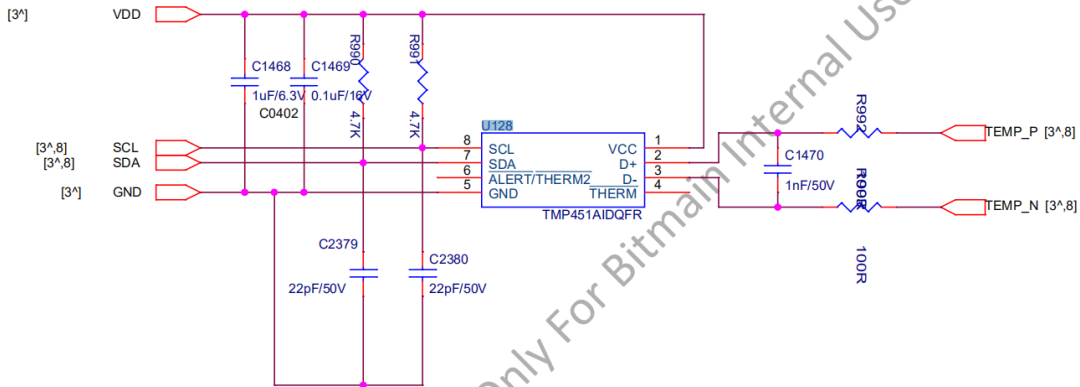 [3^] VDD
R990
R991
C1468
C1469
1uF/6.3V 0.1uF/16V
C0402
4.7K
4.7K
R992
U128
[3^,8] SCL
[3^,8] SDA
[3^] GND
8 SCL VCC 1
7 SDA D+ 2
6 ALERT/THERM2 D- 3
5 GND THERM 4
TMP451AIDQFR
TEMP_P [3^,8]
C1470
1nF/50V
TEMP_N [3^,8]
100R
C2379
C2380
22pF/50V
22pF/50V
Only For Bitmain Internal Use